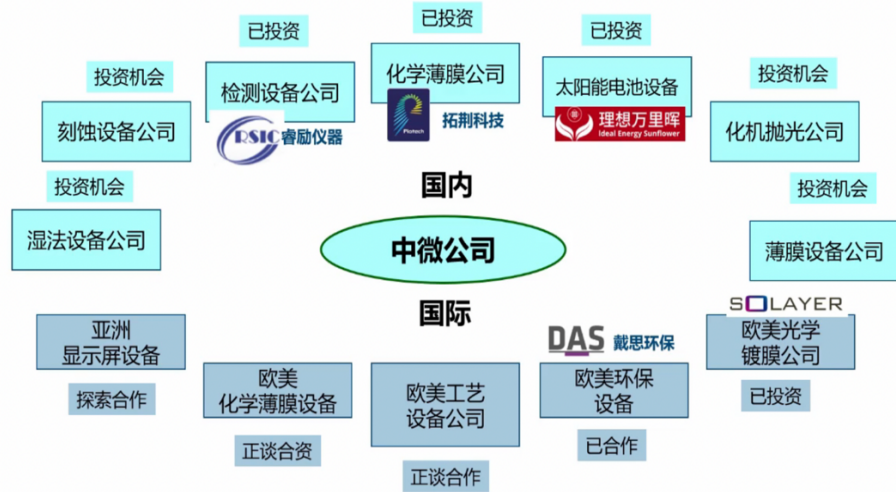 已投资
已投资
已投资
投资机会
投资机会
检测设备公司
化学薄膜公司
太阳能电池设备
刻蚀设备公司
化机抛光公司
RSIC 睿励仪器
Piotech
拓荆科技
理想万里晖
Ideal Energy Sunflower
投资机会
投资机会
国内
湿法设备公司
中微公司
薄膜设备公司
国际
SOLAYER
DAS 戴思环保
亚洲
显示屏设备
欧美
化学薄膜设备
欧美工艺
设备公司
欧美环保
设备
欧美光学
镀膜公司
探索合作
正谈合资
正谈合作
已合作
已投资